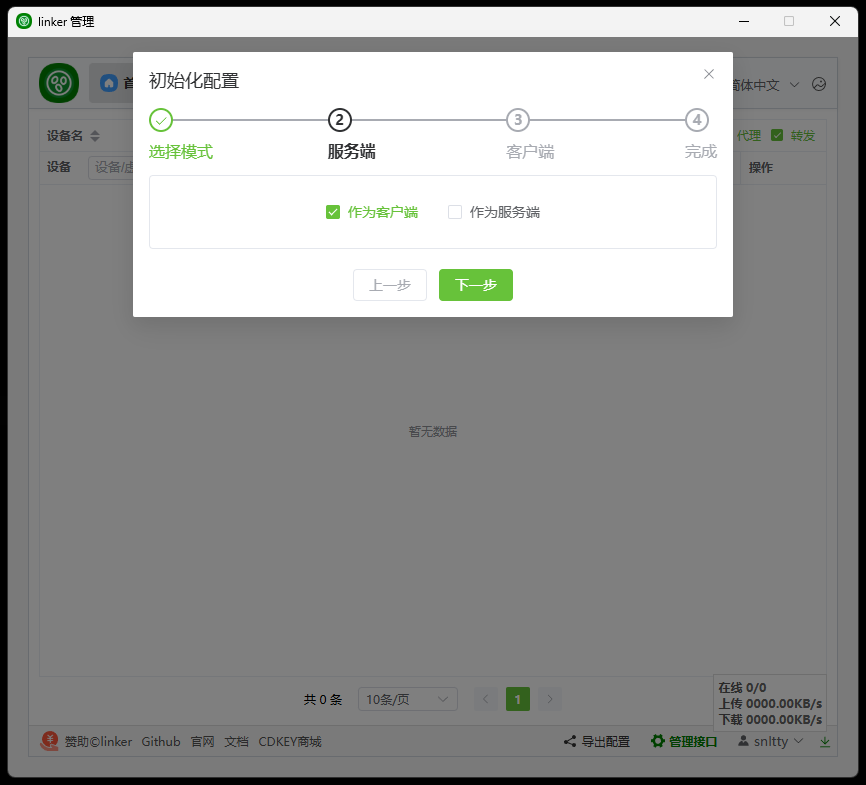 linker 管理
初始化配置
首
简体中文
选择模式
2
服务端
3
客户端
4
完成
设备名
代理
转发
设备
设备/虚
操作
作为客户端
作为服务端
上一步
下一步
暂无数据
共 0 条
10条/页
1
在线 0/0
上传 0000.00KB/s
下载 0000.00KB/s
赞助©linker
Github
官网
文档
CDKEY商城
导出配置
管理接口
snltty